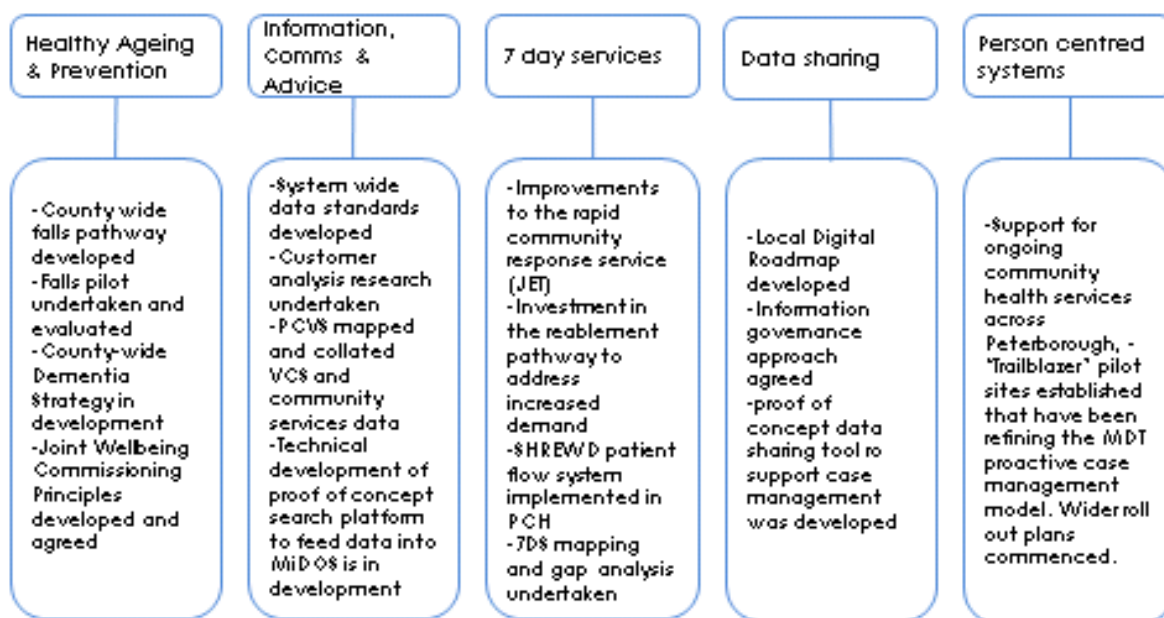 Healthy Ageing
& Prevention
Information,
Comms &
Advice
7 day services
Data sharing
Person centred
systems
-County wide
falls pathway
developed
-Falls pilot
undertaken and
evaluated
-County-wide
Dementia
Strategy in
development
-Joint Wellbeing
Commissioning
Principles
developed and
agreed
-System wide
data standards
developed
-Customer
analysis research
undertaken
-PCVS mapped
and collated
VCS and
community
services data
-Technical
development of
proof of concept
search platform
to feed data into
MiDOS is in
development
-Improvements
to the rapid
community
response service
(JET)
-Investment in
the reablement
pathway to
address
increased
demand
-SHREWD patient
flow system
implemented in
PCH
-7DS mapping
and gap analysis
undertaken
-Local Digital
Roadmap
developed
-Information
governance
approach
agreed
-proof of
concept data
sharing tool ro
support case
management
was developed
-Support for
ongoing
community
health services
across
Peterborough, -
"Trailblazer" pilot
sites established
that have been
refining the MDT
proactive case
management
model. Wider roll
out plans
commenced.